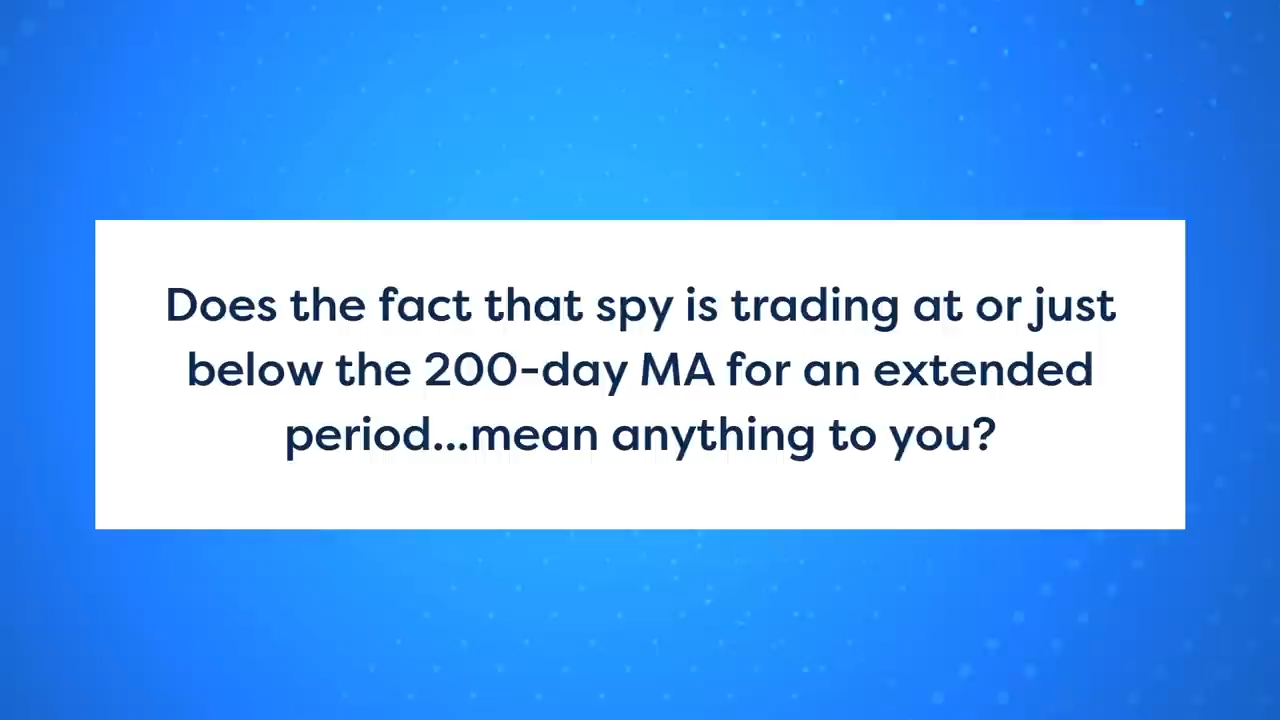 Does the fact that spy is trading at or just
below the 200-day MA for an extended
period...mean anything to you?